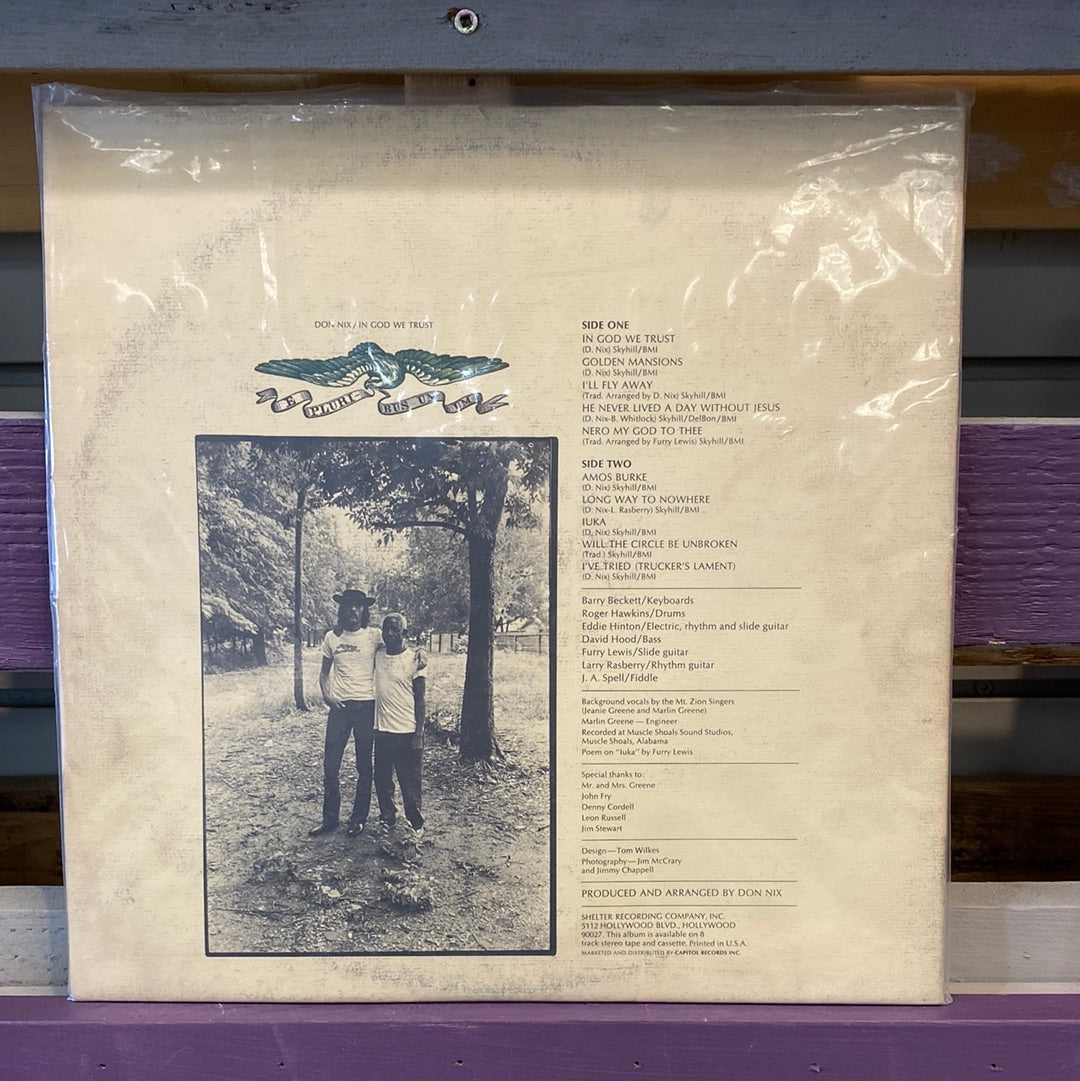 DON NIX/IN GOD WE TRUST
E PLURI- BUS UN UM
SIDE ONE
IN GOD WE TRUST
(D. Nix) Skyhill/BMI
GOLDEN MANSIONS
(D. Nix) Skyhill/BMI
I'LL FLY AWAY
(Trad. Arranged by D. Nix) Skyhill/BMI
HE NEVER LIVED A DAY WITHOUT JESUS
(D. Nix-B. Whitlock) Skyhill/DelBon/BMI
NERO MY GOD TO THEE
(Trad. Arranged by Furry Lewis) Skyhill/BMI
SIDE TWO
AMOS BURKE
(D. Nix) Skyhill/BMI
LONG WAY TO NOWHERE
(D. Nix-L. Rasberry) Skyhill/BMI
IUKA
(D. Nix) Skyhill/BMI
WILL THE CIRCLE BE UNBROKEN
(Trad.) Skyhill/BMI
I'VE TRIED (TRUCKER'S LAMENT)
(D. Nix) Skyhill/BMI
Barry Beckett/Keyboards
Roger Hawkins/Drums
Eddie Hinton/Electric, rhythm and slide guitar
David Hood/Bass
Furry Lewis/Slide guitar
Larry Rasberry/Rhythm guitar
J. A. Spell/Fiddle
Background vocals by the Mt. Zion Singers
(Jeanie Greene and Marlin Greene)
Marlin Greene — Engineer
Recorded at Muscle Shoals Sound Studios,
Muscle Shoals, Alabama
Poem on "Iuka" by Furry Lewis
Special thanks to:
Mr. and Mrs. Greene
John Fry
Denny Cordell
Leon Russell
Jim Stewart
Design—Tom Wilkes
Photography—Jim McCrary
and Jimmy Chappell
PRODUCED AND ARRANGED BY DON NIX
SHELTER RECORDING COMPANY, INC.
5112 HOLLYWOOD BLVD., HOLLYWOOD
90027. This album is available on 8
track stereo tape and cassette. Printed in U.S.A.
MARKETED AND DISTRIBUTED BY CAPITOL RECORDS INC.